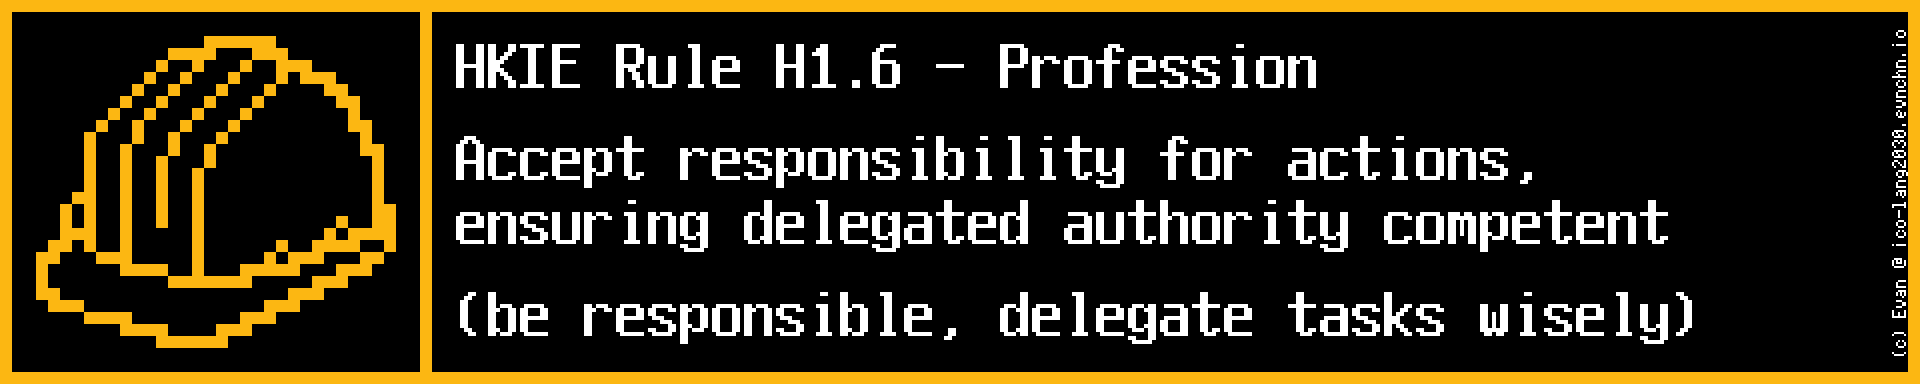 HKIE Rule H1.6 - Profession
Accept responsibility for actions,
ensuring delegated authority competent
(be responsible, delegate tasks wisely)
(c) Evan @ ico-lang2030.evnchn.io